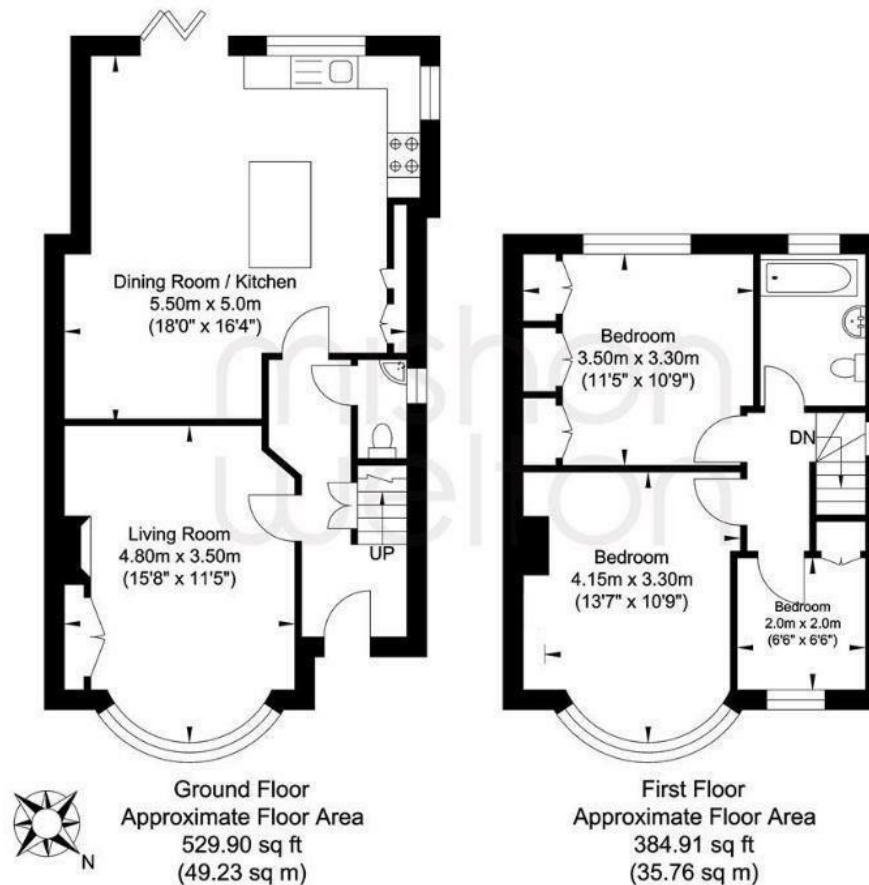 Dining Room / Kitchen
5.50m x 5.0m
(18'0" x 16'4")
Living Room
4.80m x 3.50m
(15'8" x 11'5")
UP
Bedroom
3.50m x 3.30m
(11'5" x 10'9")
DN
Bedroom
4.15m x 3.30m
(13'7" x 10'9")
Bedroom
2.0m x 2.0m
(6'6" x 6'6")
mishon
welton
N
Ground Floor
Approximate Floor Area
529.90 sq ft
(49.23 sq m)
First Floor
Approximate Floor Area
384.91 sq ft
(35.76 sq m)